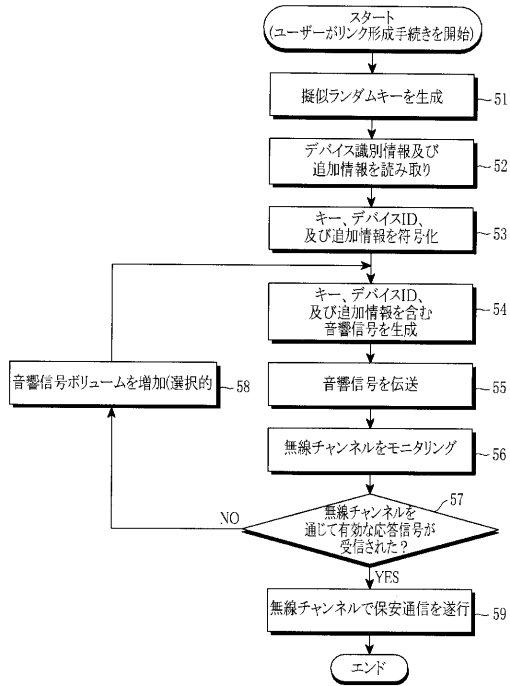 スタート
(ユーザーがリンク形成手続きを開始)
擬似ランダムキーを生成
51
デバイス識別情報及び
追加情報を読み取り
52
キー、デバイスID、
及び追加情報を符号化
53
キー、デバイスID、
及び追加情報を含む
音響信号を生成
54
音響信号ボリュームを増加(選択的
58
音響信号を伝送
55
無線チャンネルをモニタリング
56
57
無線チャンネルを
通じて有効な応答信号が
受信された？
NO
YES
無線チャンネルで保安通信を遂行
59
エンド